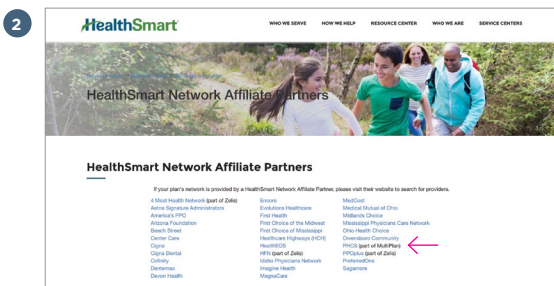 2
HealthSmart
WHO WE SERVE HOW WE HELP RESOURCE CENTER WHO WE ARE SERVICE CENTERS
HealthSmart Network Affiliate Partners
HealthSmart Network Affiliate Partners
If your plan's network is provided by a HealthSmart Network Affiliate Partner, please visit their website to search for providers.
4 Most Health Network (part of Zelis)
Aetna Signature Administrators
America's PPO
Arizona Foundation
Beech Street
Center Care
Cigna
Cigna Dental
Cofinity
Dentemax
Devon Health
Encore
Evolutions Healthcare
First Health
First Choice of the Midwest
First Choice of Mississippi
Healthcare Highways (HCH)
HealthEOS
HFN (part of Zelis)
Idaho Physicians Network
Imagine Health
MagnaCare
MedCost
Medical Mutual of Ohio
Midlands Choice
Mississippi Physicians Care Network
Ohio Health Choice
Owensboro Community
PHCS (part of MultiPlan)
PPOplus (part of Zelis)
PreferredOne
Sagamore